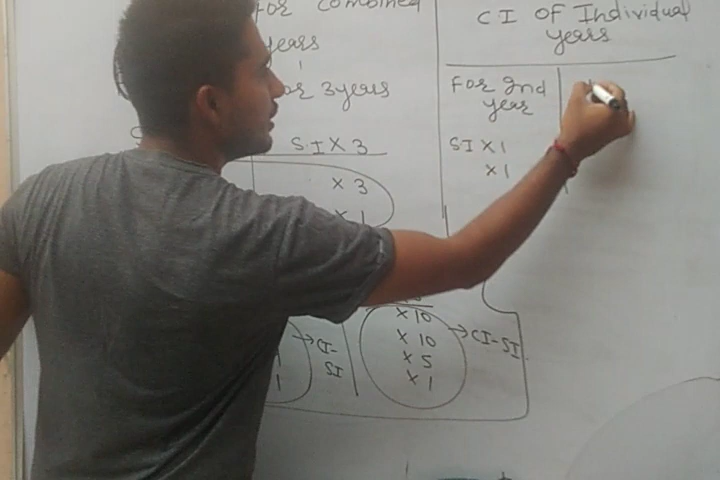 for Combined
years
3 years
S.I X 3
X 3
X 1
X 10
X 10
X 5
X 1
→ CI-SI
→ CI-
SI
1
CI OF Individual
years
For 2nd
year
SI X 1
X 1